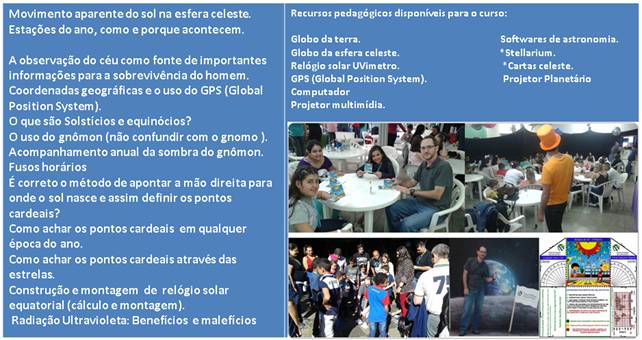 Movimento aparente do sol na esfera celeste.
Estações do ano, como e porque acontecem.
A observação do céu como fonte de importantes
informações para a sobrevivência do homem.
Coordenadas geográficas e o uso do GPS (Global
Position System).
O que são Solstícios e equinócios?
O uso do gnômon (não confundir com o gnomo ).
Acompanhamento anual da sombra do gnômon.
Fusos horários
É correto o método de apontar a mão direita para
onde o sol nasce e assim definir os pontos
cardeais?
Como achar os pontos cardeais em qualquer
época do ano.
Como achar os pontos cardeais através das
estrelas.
Construção e montagem de relógio solar
equatorial (cálculo e montagem).
Radiação Ultravioleta: Benefícios e malefícios
Recursos pedagógicos disponíveis para o curso:
Globo da terra.
Globo da esfera celeste.
Relógio solar UVimetro.
GPS (Global Position System).
Computador
Projetor multimídia.
Softwares de astronomia.
*Stellarium.
*Cartas celeste.
Projetor Planetário